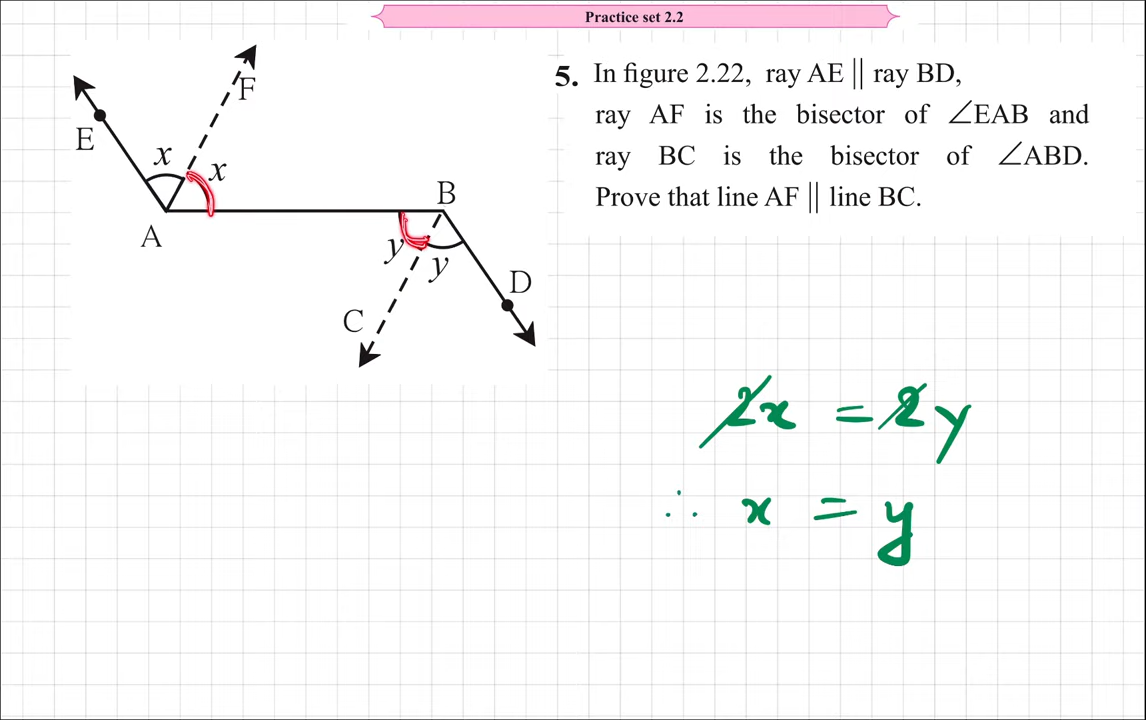 Practice set 2.2
5. In figure 2.22, ray AE || ray BD,
ray AF is the bisector of ∠EAB and
ray BC is the bisector of ∠ABD.
Prove that line AF || line BC.
F
E
x
x
A
B
y
y
D
C
2x = 2y
∴ x = y